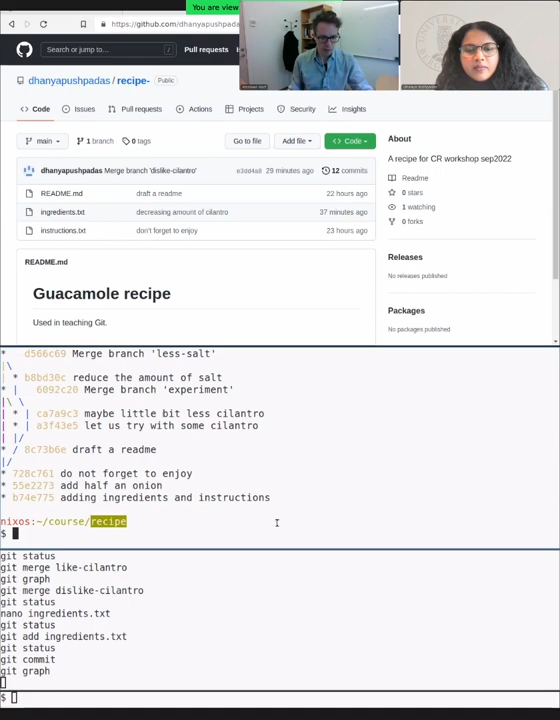 You are view
https://github.com/dhanyapushpada
Search or jump to...
/
Pull requests
dhanyapushpadas / recipe-
Public
Code
Issues
Pull requests
Actions
Projects
Security
Insights
main
1 branch
0 tags
Go to file
Add file
Code
dhanyapushpadas Merge branch 'dislike-cilantro'
e3dd4a8 29 minutes ago
12 commits
README.md
draft a readme
22 hours ago
ingredients.txt
decreasing amount of cilantro
37 minutes ago
instructions.txt
don't forget to enjoy
23 hours ago
README.md
Guacamole recipe
Used in teaching Git.
About
A recipe for CR workshop sep2022
Readme
0 stars
1 watching
0 forks
Releases
No releases published
Packages
No packages published
* d566c69 Merge branch 'less-salt'
|\
| * b8bd30c reduce the amount of salt
* | 6092c20 Merge branch 'experiment'
|\ \
| * | ca7a9c3 maybe little bit less cilantro
| * | a3f43e5 let us try with some cilantro
| |/
* / 8c73b6e draft a readme
|/
* 728c761 do not forget to enjoy
* 55e2273 add half an onion
* b74e775 adding ingredients and instructions
nixos:~/course/recipe
$
git status
git merge like-cilantro
git graph
git merge dislike-cilantro
git status
nano ingredients.txt
git status
git add ingredients.txt
git status
git commit
git graph
$